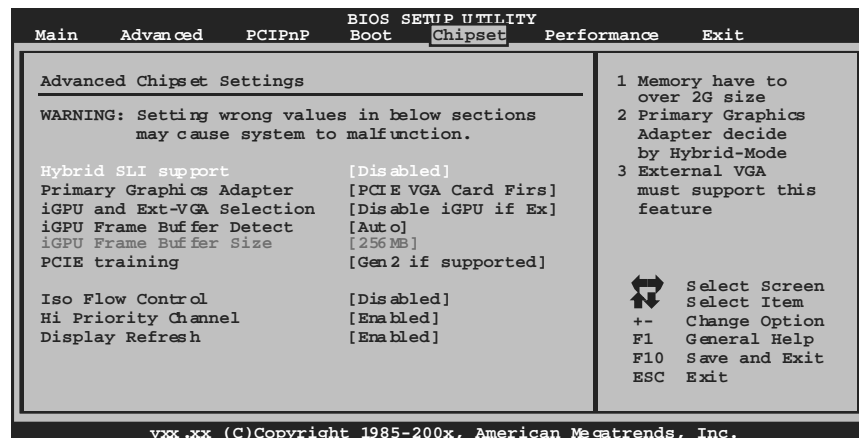 BIOS SETUP UTILITY
Main Advanced PCIPnP Boot Chipset Performance Exit
Advanced Chipset Settings
WARNING: Setting wrong values in below sections
may cause system to malfunction.
Hybrid SLI support [Disabled]
Primary Graphics Adapter [PCIE VGA Card Firs]
iGPU and Ext-VGA Selection [Disable iGPU if Ex]
iGPU Frame Buffer Detect [Auto]
iGPU Frame Buffer Size [256MB]
PCIE training [Gen2 if supported]
Iso Flow Control [Disabled]
Hi Priority Channel [Enabled]
Display Refresh [Enabled]
1 Memory have to
over 2G size
2 Primary Graphics
Adapter decide
by Hybrid-Mode
3 External VGA
must support this
feature
Select Screen
Select Item
+- Change Option
F1 General Help
F10 Save and Exit
ESC Exit
vxx.xx (C)Copyright 1985-200x, American Megatrends, Inc.